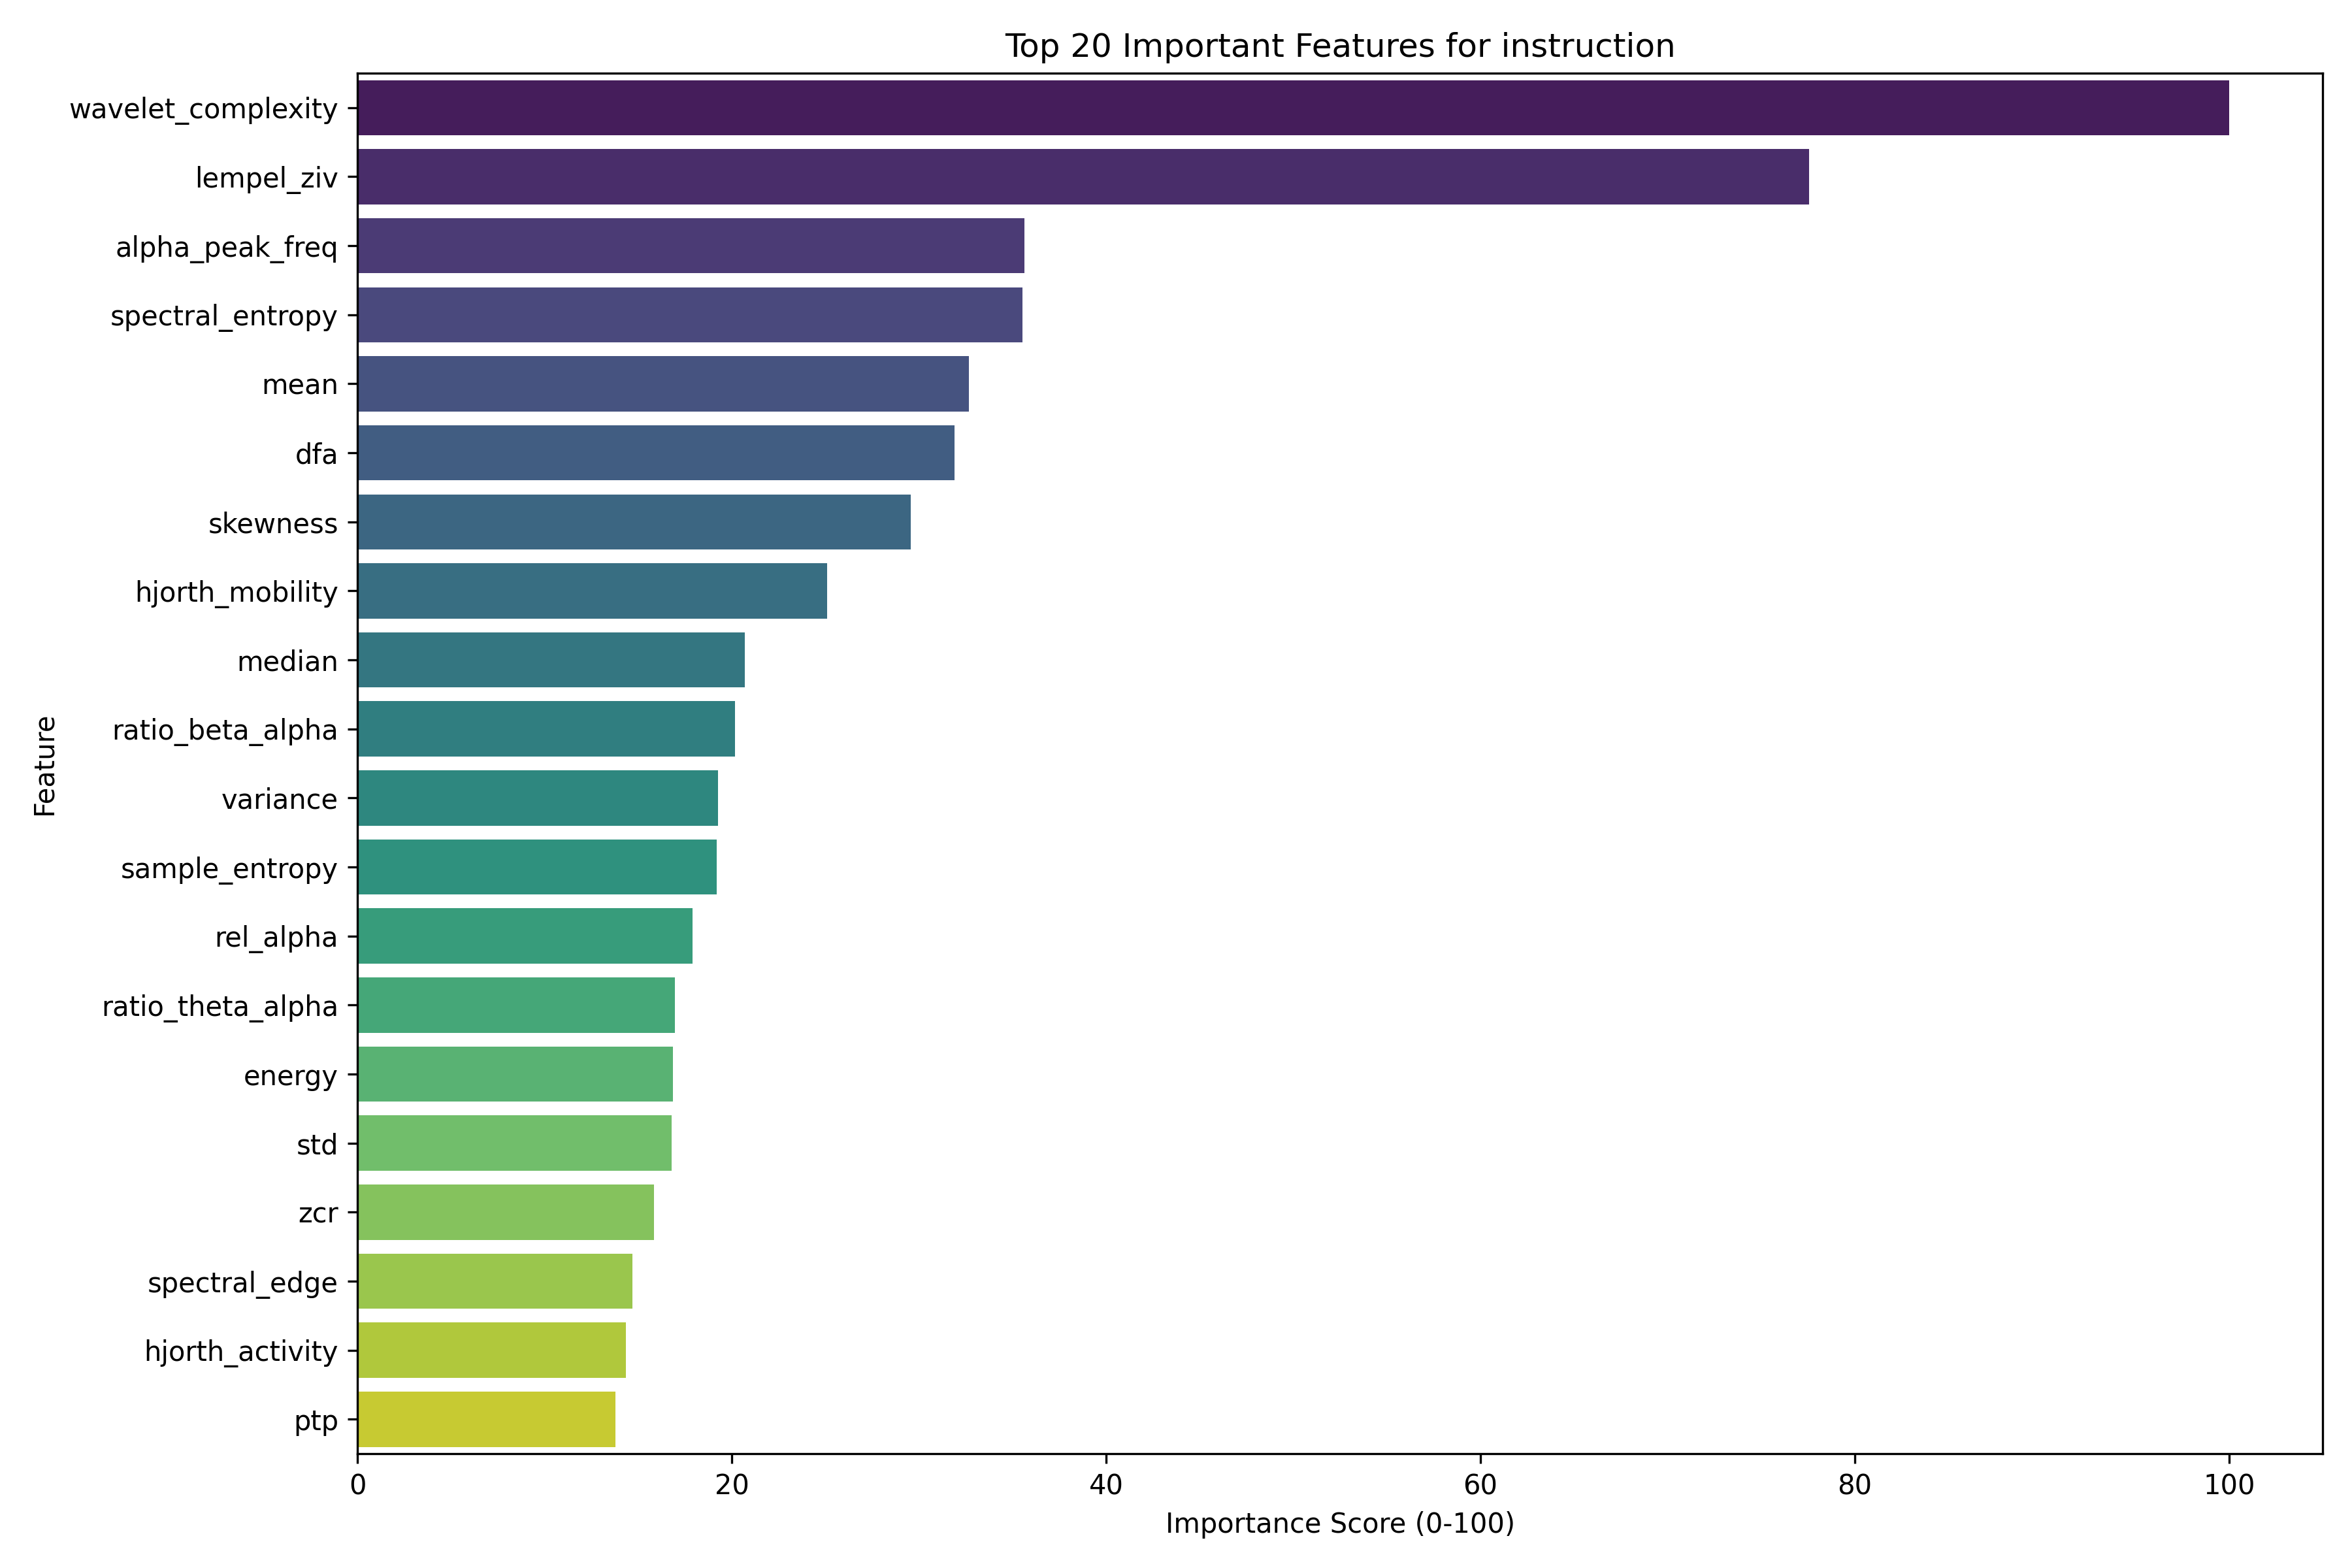 Top 20 Important Features for instruction
wavelet_complexity
lempel_ziv
alpha_peak_freq
spectral_entropy
mean
dfa
skewness
hjorth_mobility
median
ratio_beta_alpha
variance
sample_entropy
rel_alpha
ratio_theta_alpha
energy
std
zcr
spectral_edge
hjorth_activity
ptp
Feature
0 20 40 60 80 100
Importance Score (0-100)